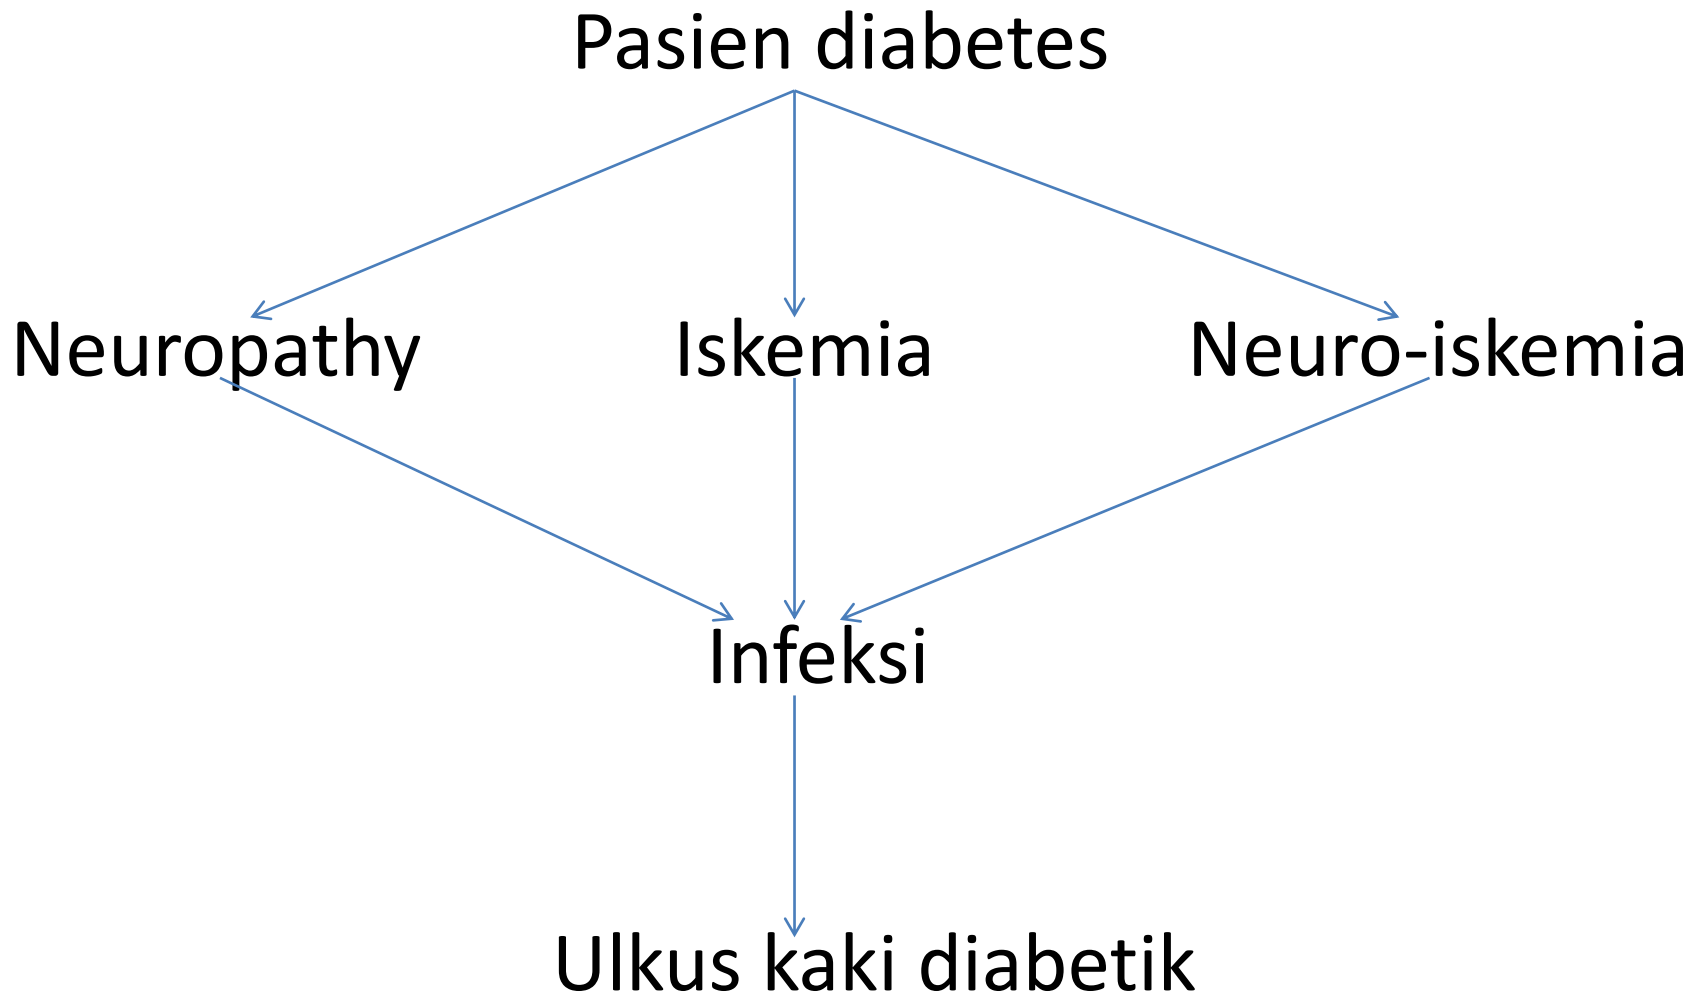 Pasien diabetes
Neuropathy
Iskemia
Neuro-iskemia
Infeksi
Ulkus kaki diabetik